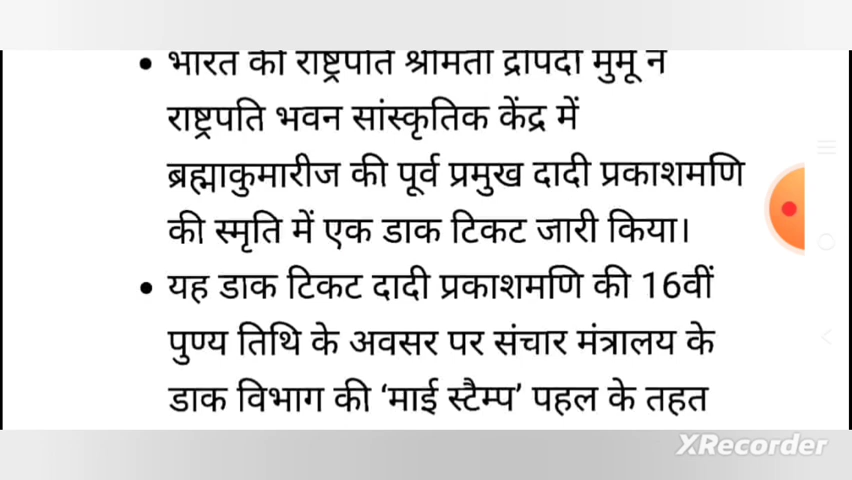 • भारत की राष्ट्रपति श्रीमती द्रौपदी मुर्मू ने
राष्ट्रपति भवन सांस्कृतिक केंद्र में
ब्रह्माकुमारीज की पूर्व प्रमुख दादी प्रकाशमणि
की स्मृति में एक डाक टिकट जारी किया।
• यह डाक टिकट दादी प्रकाशमणि की 16वीं
पुण्य तिथि के अवसर पर संचार मंत्रालय के
डाक विभाग की ‘माई स्टैम्प’ पहल के तहत
XRecorder